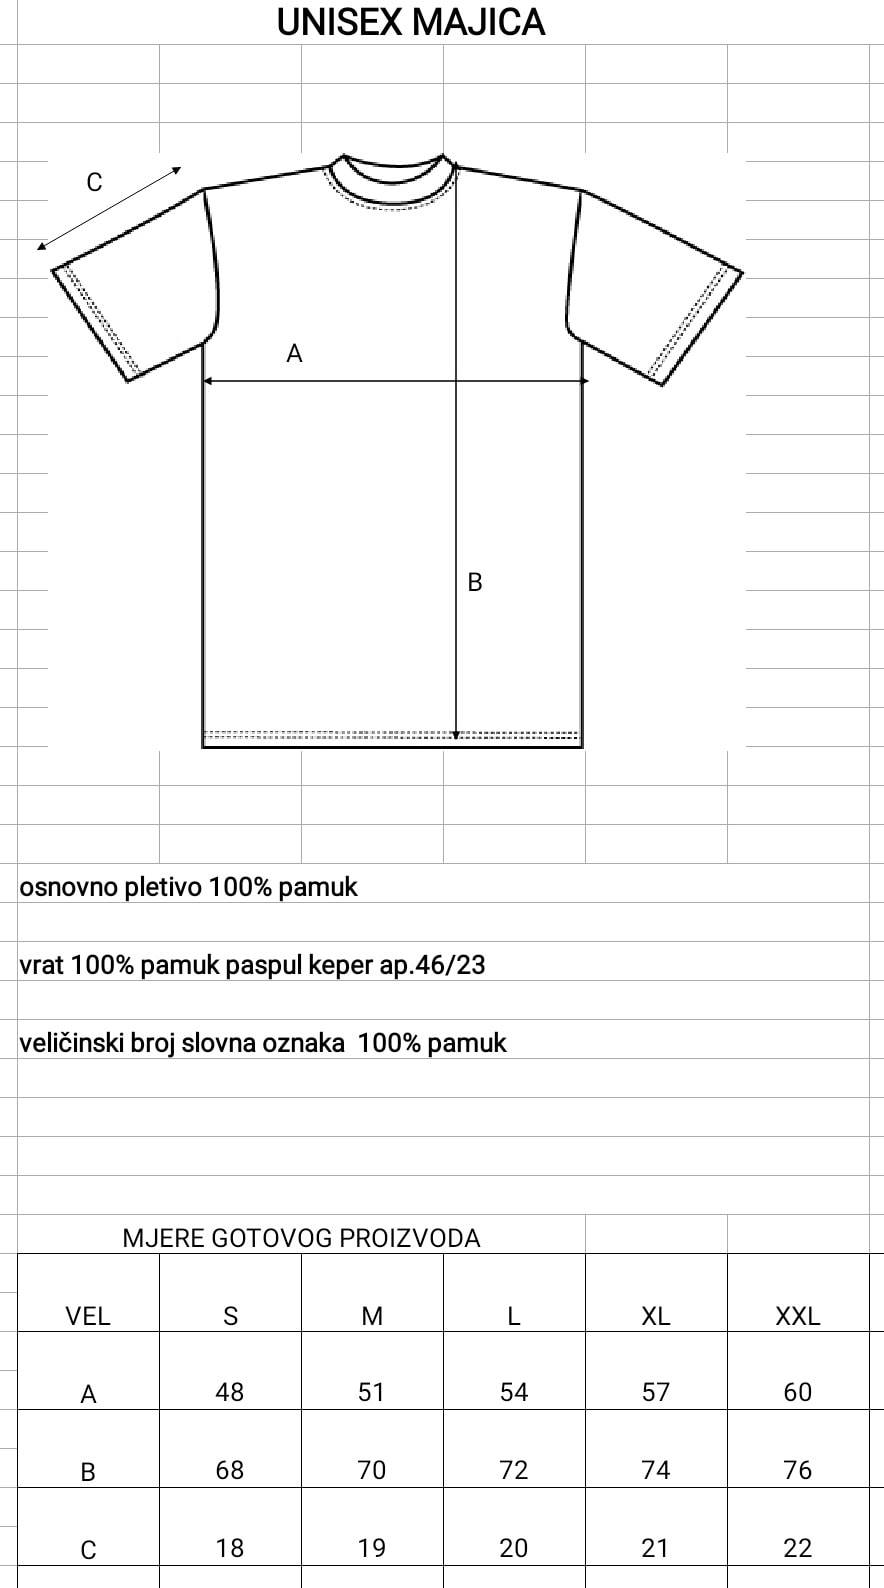 UNISEX MAJICA
C
A
B
osnovno pletivo 100% pamuk
vrat 100% pamuk paspul keper ap.46/23
veličinski broj slovna oznaka  100% pamuk
MJERE GOTOVOG PROIZVODA
VEL S M L XL XXL
A 48 51 54 57 60
B 68 70 72 74 76
C 18 19 20 21 22